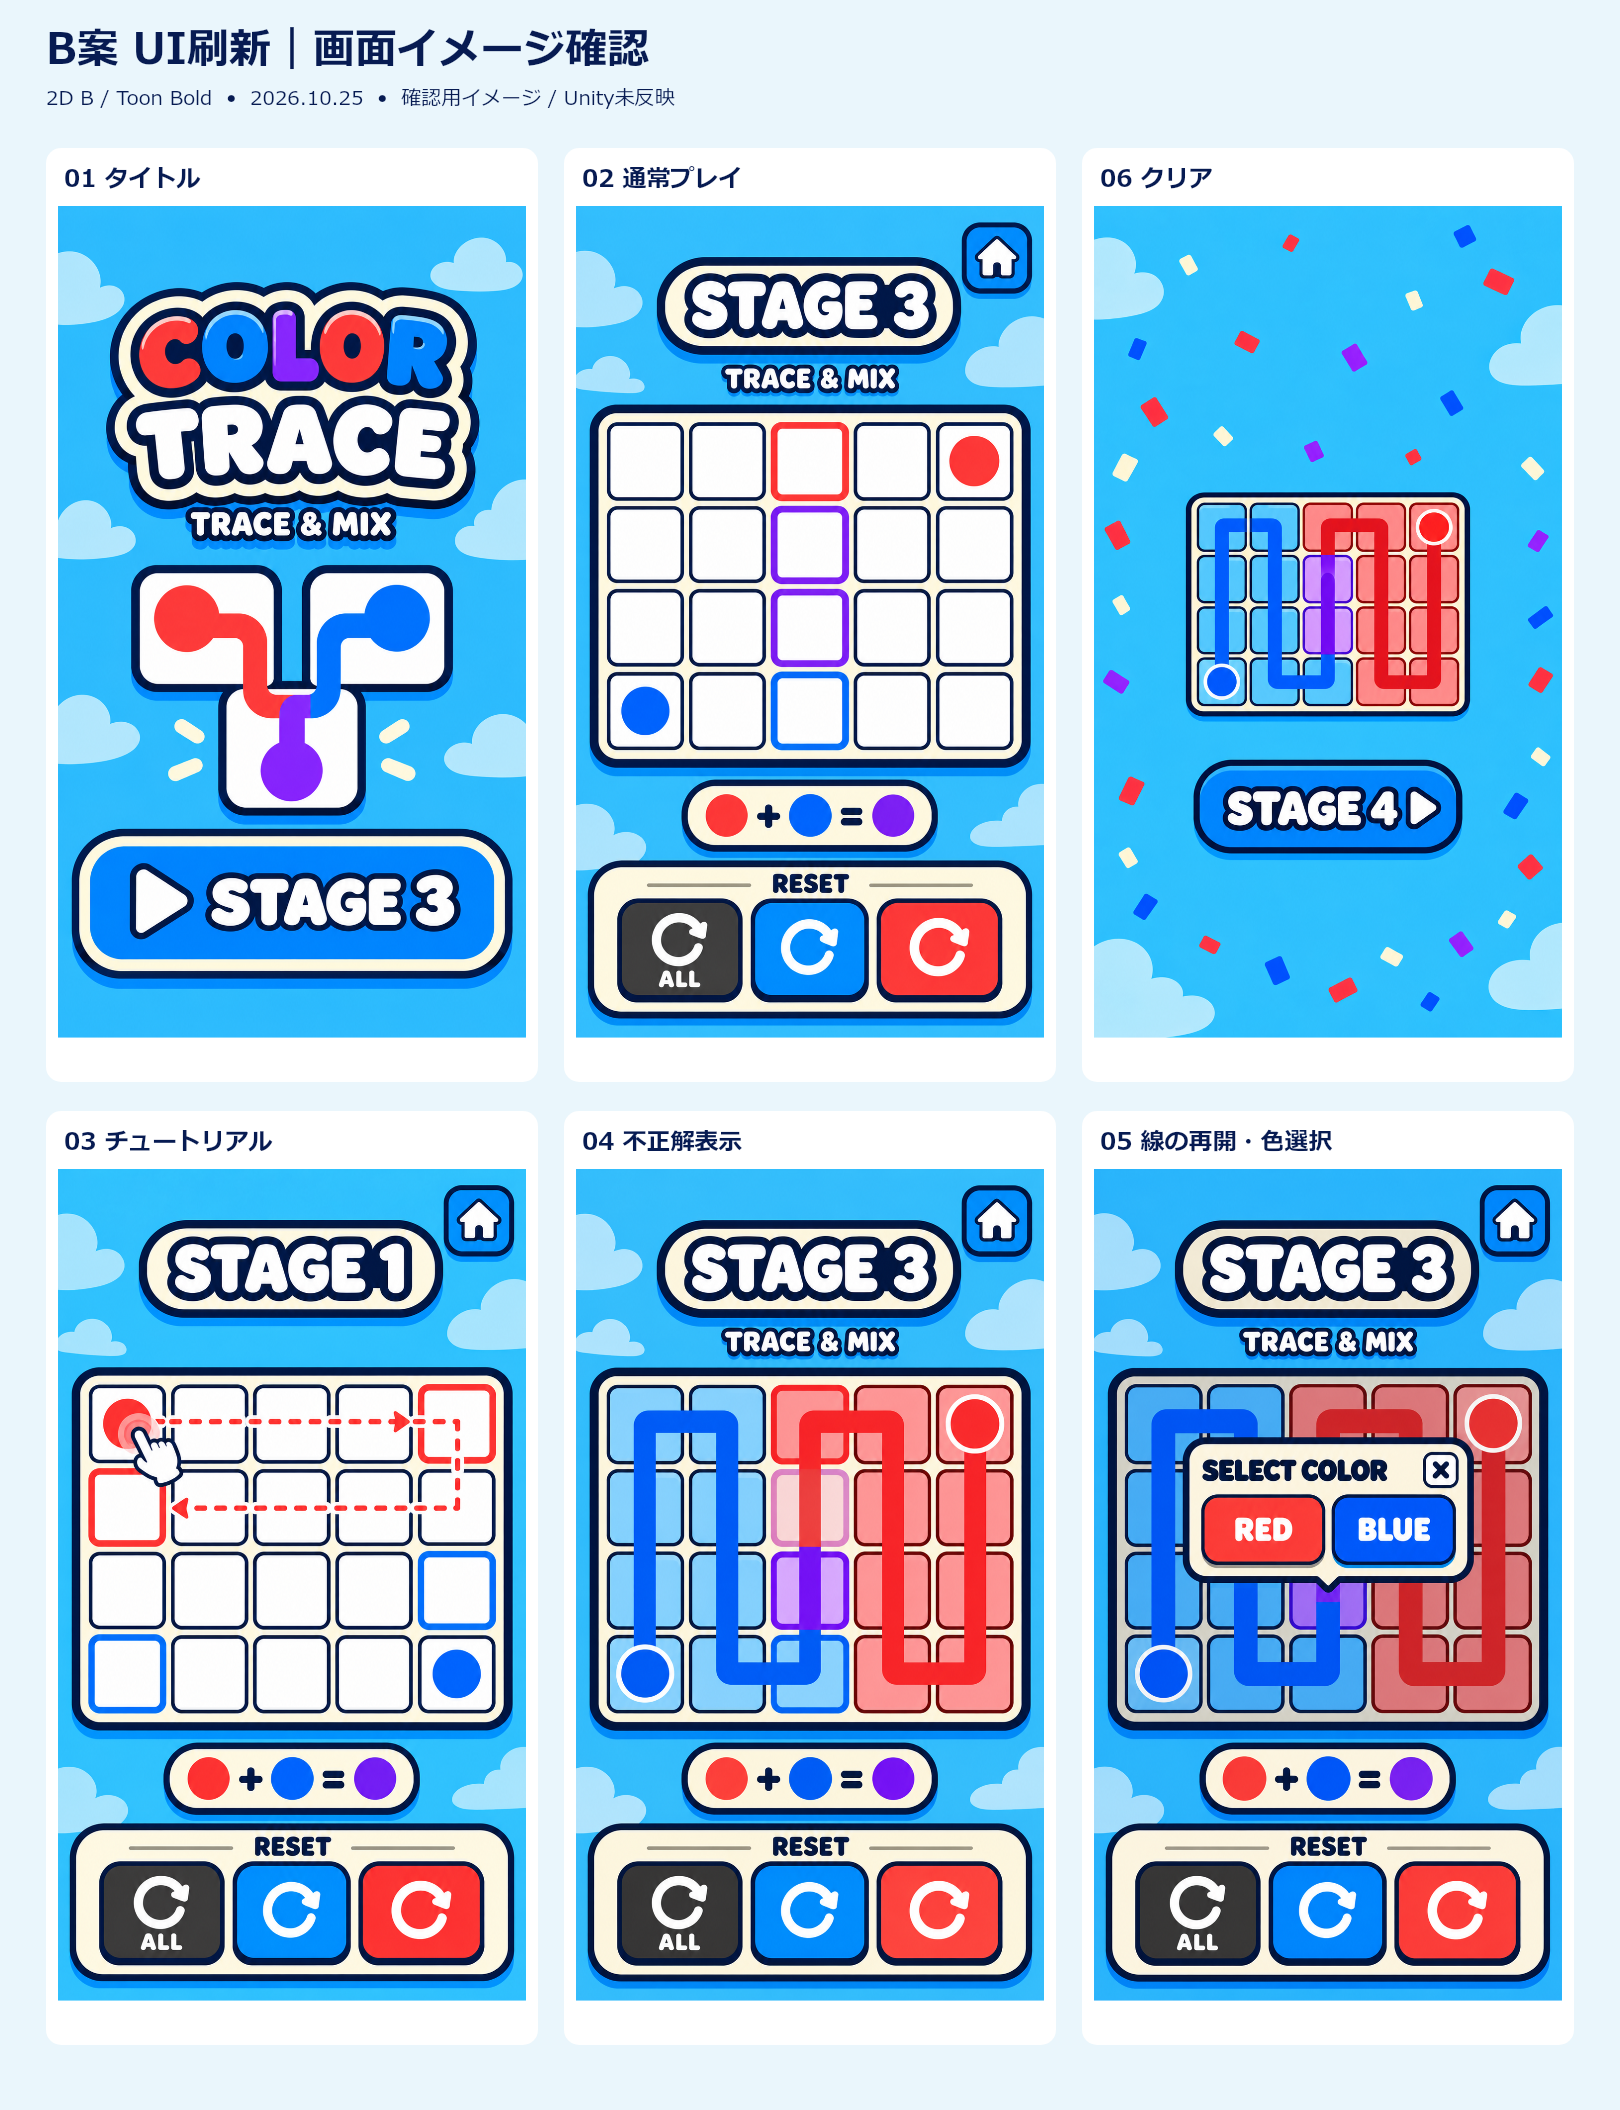 B案 UI刷新｜画面イメージ確認
2D B / Toon Bold • 2026.10.25 • 確認用イメージ / Unity未反映
01 タイトル
COLOR
TRACE
TRACE & MIX
STAGE 3
02 通常プレイ
STAGE 3
TRACE & MIX
+ =
RESET
ALL
06 クリア
STAGE 4
03 チュートリアル
STAGE 1
+ =
RESET
ALL
04 不正解表示
STAGE 3
TRACE & MIX
+ =
RESET
ALL
05 線の再開・色選択
STAGE 3
TRACE & MIX
SELECT COLOR X
RED BLUE
+ =
RESET
ALL